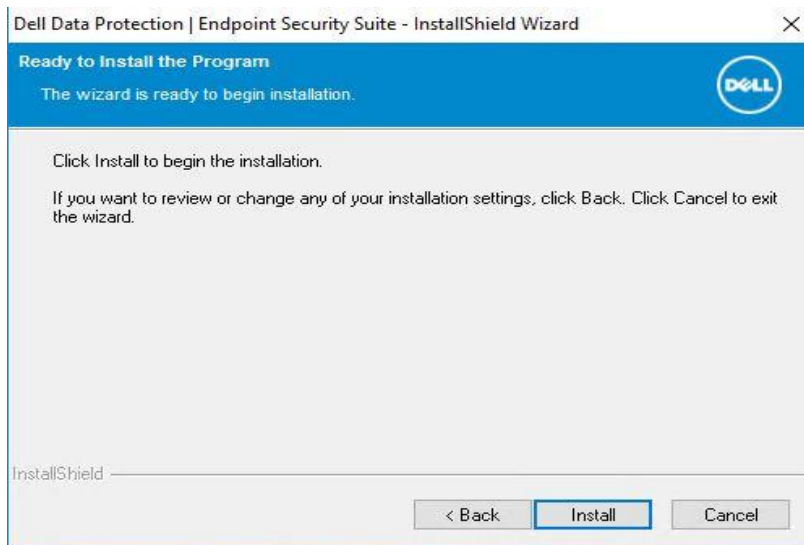 Dell Data Protection | Endpoint Security Suite - InstallShield Wizard
Ready to Install the Program
The wizard is ready to begin installation.
DELL
Click Install to begin the installation.
If you want to review or change any of your installation settings, click Back. Click Cancel to exit
the wizard.
InstallShield
< Back Install Cancel